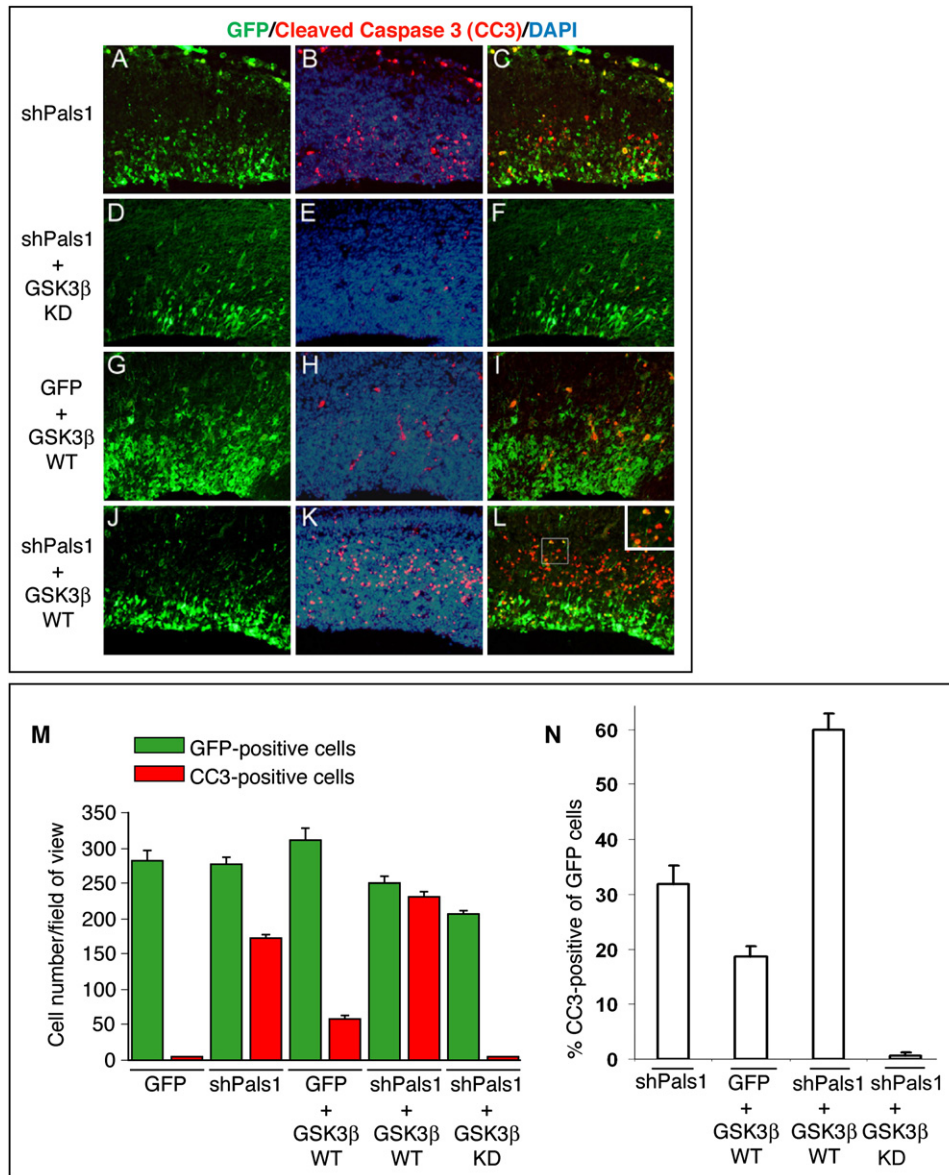 GFP/Cleaved Caspase 3 (CC3)/DAPI
A
B
C
shPals1
D
E
F
shPals1
+
GSK3β
KD
G
H
I
GFP
+
GSK3β
WT
J
K
L
shPals1
+
GSK3β
WT
M
GFP-positive cells
CC3-positive cells
Cell number/field of view
350
300
250
200
150
100
50
0
GFP
shPals1
GFP
+
GSK3β
WT
shPals1
+
GSK3β
WT
shPals1
+
GSK3β
KD
N
% CC3-positive of GFP cells
60
50
40
30
20
10
0
shPals1
GFP
+
GSK3β
WT
shPals1
+
GSK3β
WT
shPals1
+
GSK3β
KD